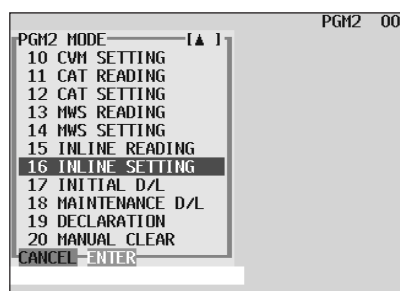 PGM2 00
PGM2 MODE [▲ ]
10 CVM SETTING
11 CAT READING
12 CAT SETTING
13 MWS READING
14 MWS SETTING
15 INLINE READING
16 INLINE SETTING
17 INITIAL D/L
18 MAINTENANCE D/L
19 DECLARATION
20 MANUAL CLEAR
CANCEL ENTER